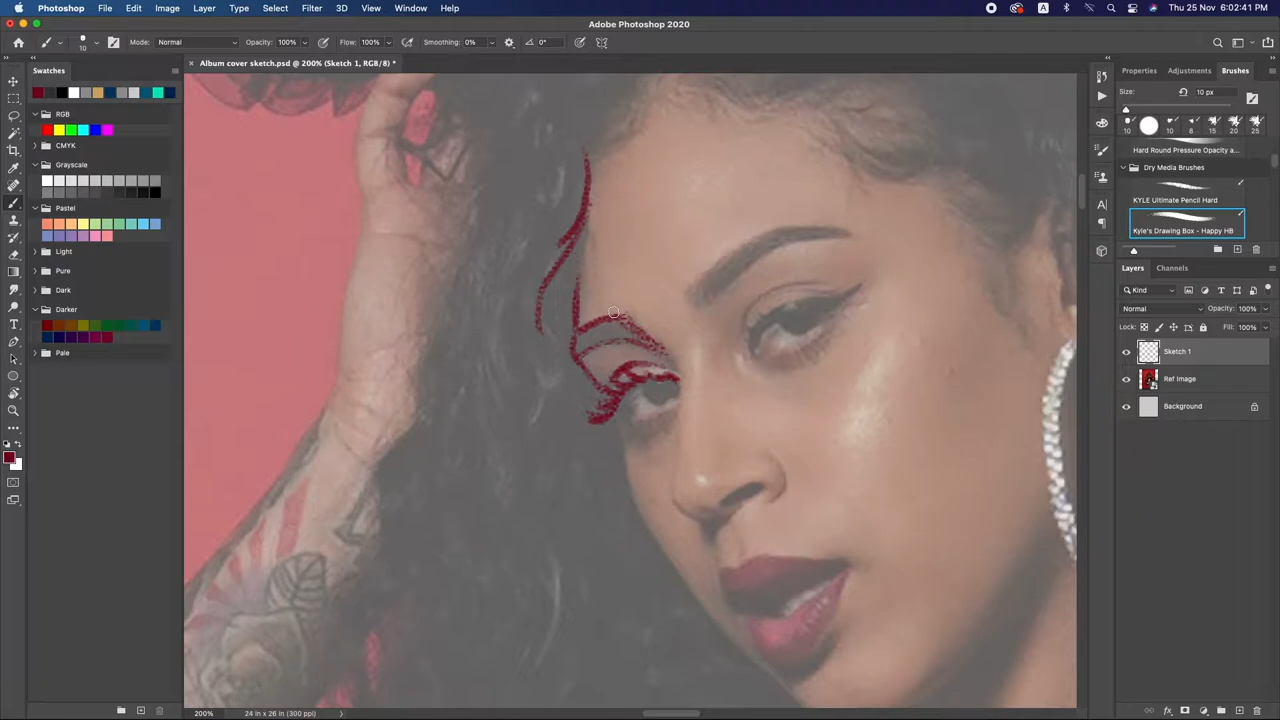 Photoshop File Edit Image Layer Type Select Filter 3D View Window Help A Thu 25 Nov 6:02:41 PM
Adobe Photoshop 2020
10 Mode: Normal Opacity: 100% Flow: 100% Smoothing: 0% 0°
Album cover sketch.psd @ 200% (Sketch 1, RGB/8) *
Swatches
RGB
CMYK
Grayscale
Pastel
Light
Pure
Dark
Darker
Pale
200% 24 in x 26 in (300 ppi)
Properties Adjustments Brushes
Size: 10 px
10 10 8 15 20 25
Hard Round Pressure Opacity a...
Dry Media Brushes
KYLE Ultimate Pencil Hard
Kyle's Drawing Box - Happy HB
Layers Channels
Kind
Normal Opacity: 100%
Lock: Fill: 100%
Sketch 1
Ref Image
Background
fx